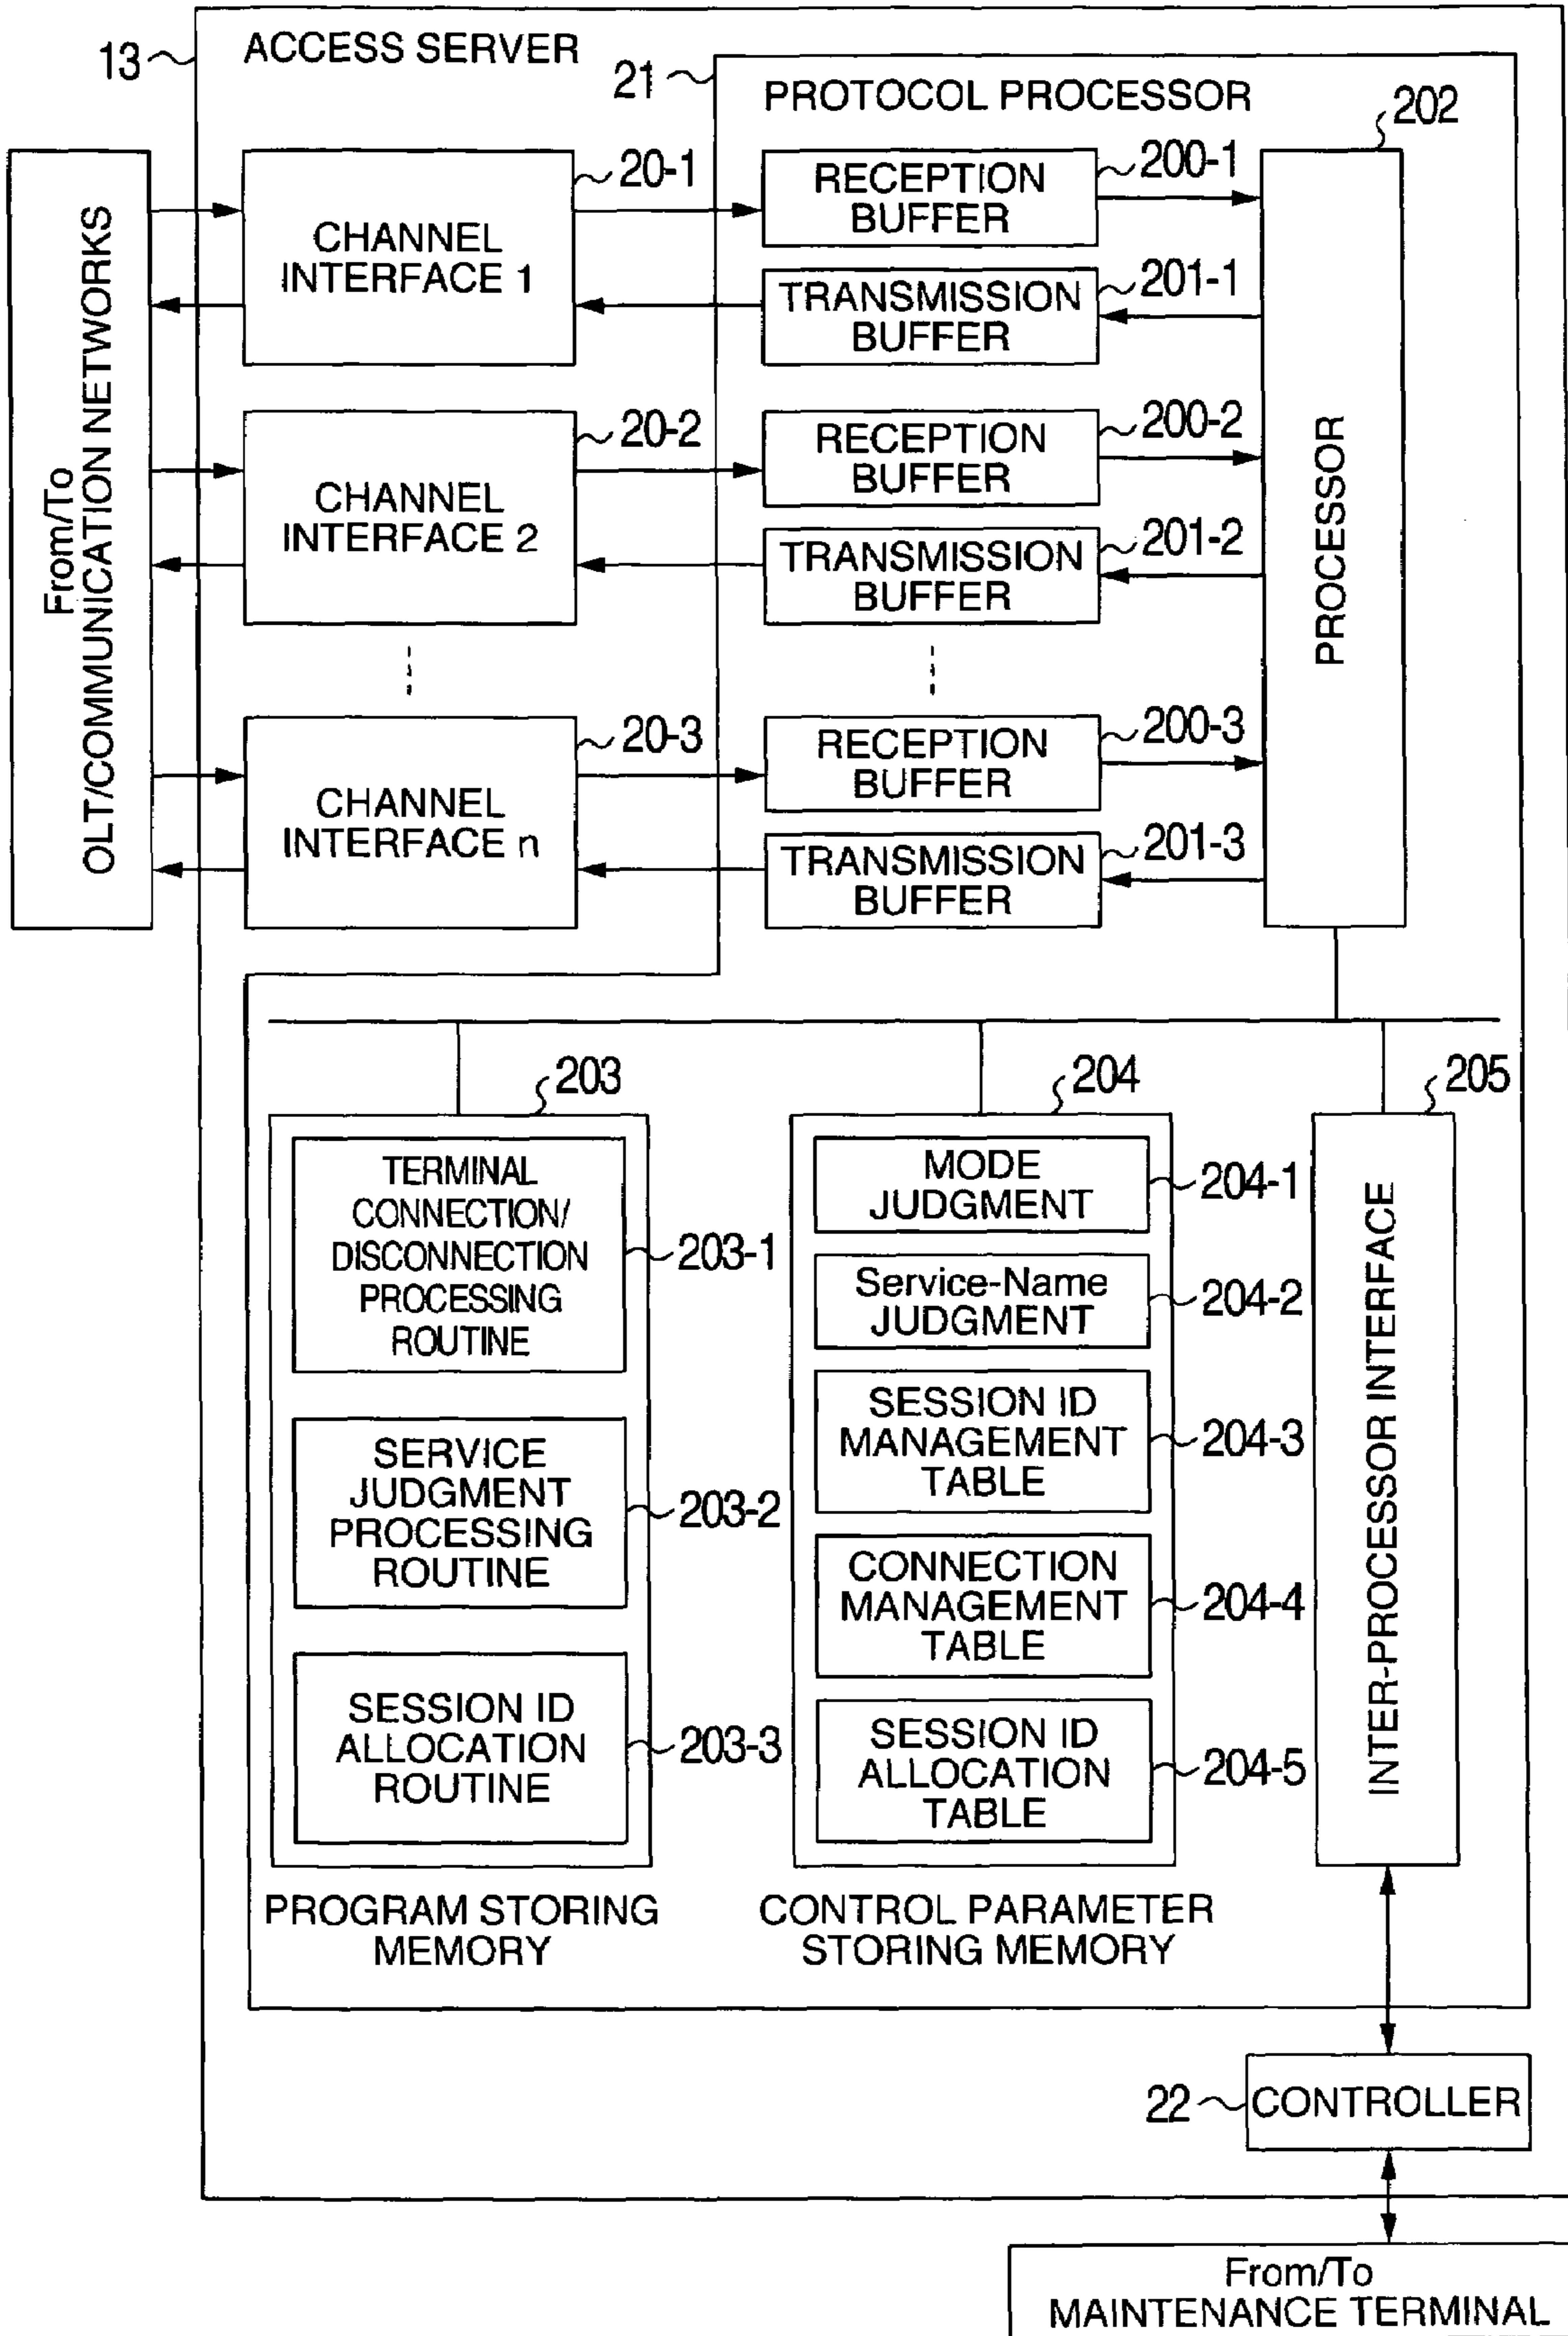 13
ACCESS SERVER
21
PROTOCOL PROCESSOR
202
From/To
OLT/COMMUNICATION NETWORKS
20-1
CHANNEL
INTERFACE 1
200-1
RECEPTION
BUFFER
201-1
TRANSMISSION
BUFFER
20-2
CHANNEL
INTERFACE 2
200-2
RECEPTION
BUFFER
201-2
TRANSMISSION
BUFFER
20-3
CHANNEL
INTERFACE n
200-3
RECEPTION
BUFFER
201-3
TRANSMISSION
BUFFER
PROCESSOR
203
TERMINAL
CONNECTION/
DISCONNECTION
PROCESSING
ROUTINE
203-1
SERVICE
JUDGMENT
PROCESSING
ROUTINE
203-2
SESSION ID
ALLOCATION
ROUTINE
203-3
PROGRAM STORING
MEMORY
204
MODE
JUDGMENT
204-1
Service-Name
JUDGMENT
204-2
SESSION ID
MANAGEMENT
TABLE
204-3
CONNECTION
MANAGEMENT
TABLE
204-4
SESSION ID
ALLOCATION
TABLE
204-5
CONTROL PARAMETER
STORING MEMORY
205
INTER-PROCESSOR INTERFACE
22
CONTROLLER
From/To
MAINTENANCE TERMINAL